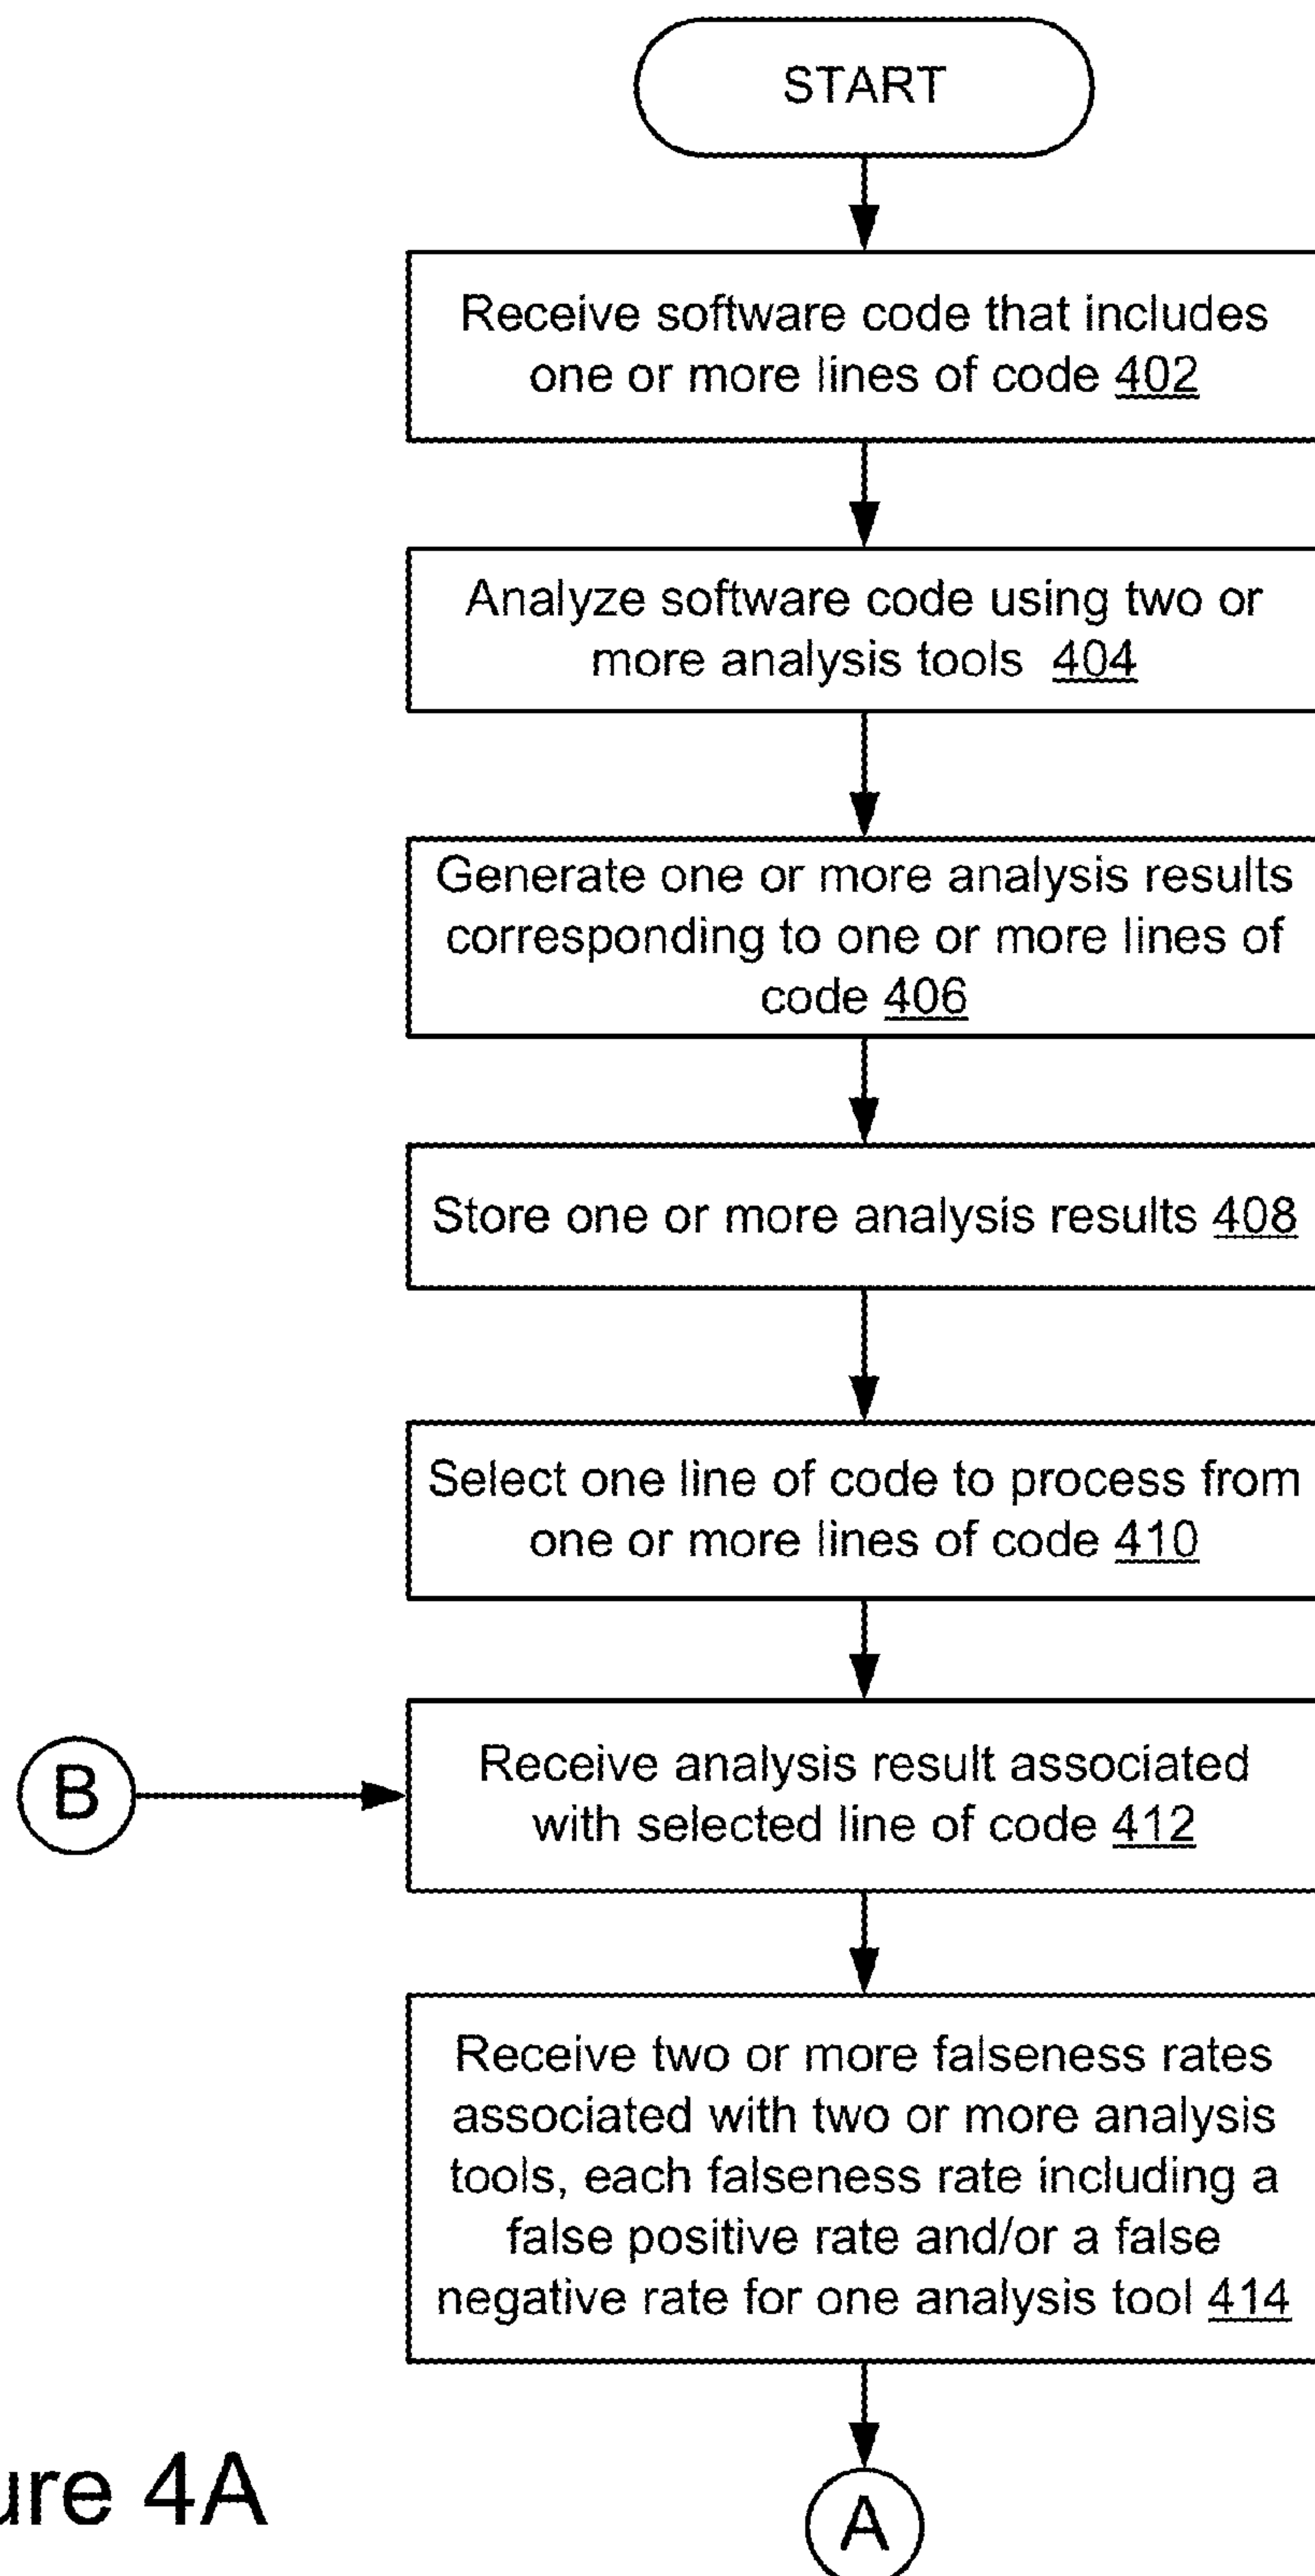 START
Receive software code that includes
one or more lines of code 402
Analyze software code using two or
more analysis tools 404
Generate one or more analysis results
corresponding to one or more lines of
code 406
Store one or more analysis results 408
Select one line of code to process from
one or more lines of code 410
B
Receive analysis result associated
with selected line of code 412
Receive two or more falseness rates
associated with two or more analysis
tools, each falseness rate including a
false positive rate and/or a false
negative rate for one analysis tool 414
ure 4A
A